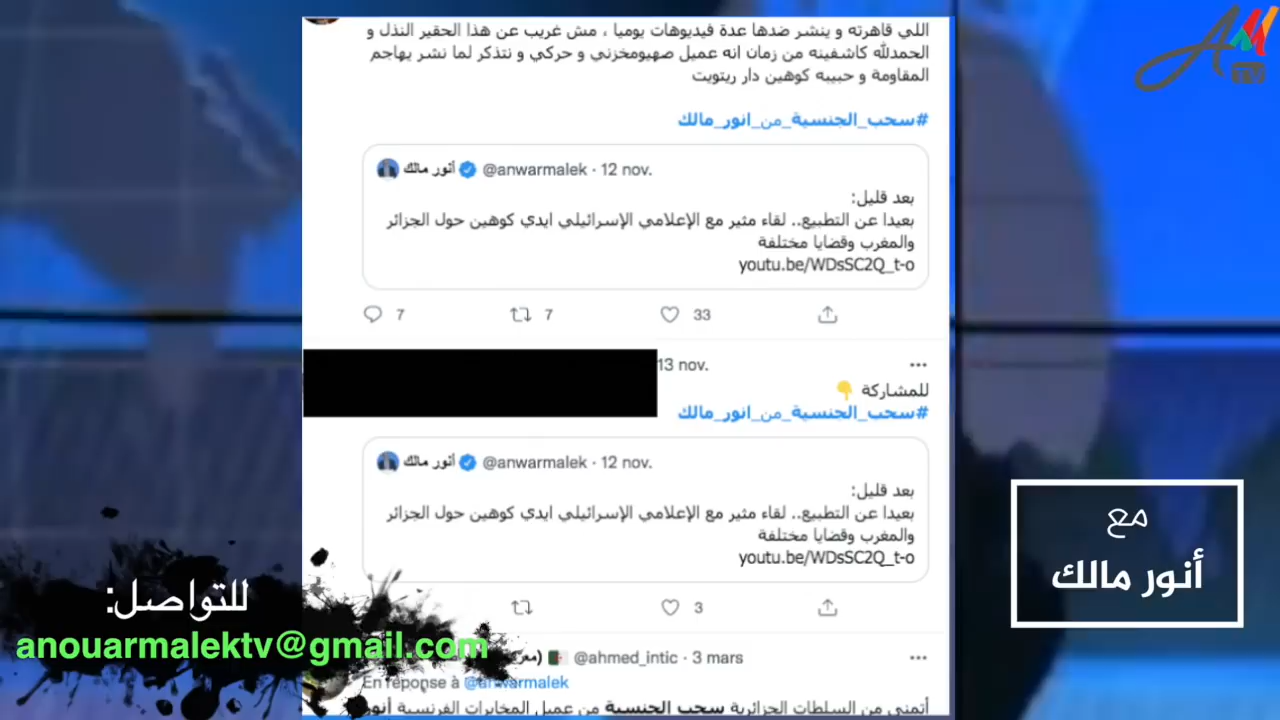 اللي قاهرته و ينشر ضدها عدة فيديوهات يوميا ، مش غريب عن هذا الحقير النذل و
الحمدلله كاشفينه من زمان انه عميل صهيومخزني و حركي و نتذكر لما نشر يهاجم
المقاومة و حبيبه كوهين دار ريتويت
#سحب_الجنسية_من_انور_مالك
أنور مالك @anwarmalek · 12 nov.
بعد قليل:
بعيدا عن التطبيع.. لقاء مثير مع الإعلامي الإسرائيلي ايدي كوهين حول الجزائر
والمغرب وقضايا مختلفة
youtu.be/WDsSC2Q_t-o
7 7 33
13 nov.
للمشاركة 👇
#سحب_الجنسية_من_انور_مالك
أنور مالك @anwarmalek · 12 nov.
بعد قليل:
بعيدا عن التطبيع.. لقاء مثير مع الإعلامي الإسرائيلي ايدي كوهين حول الجزائر
والمغرب وقضايا مختلفة
youtu.be/WDsSC2Q_t-o
3
@ahmed_intic · 3 mars
En réponse à @anwarmalek
أتمنى من السلطات الجزائرية سحب الجنسية من عميل المخابرات الفرنسية أنور
للتواصل:
anouarmalektv@gmail.com
مع
أنور مالك
TV